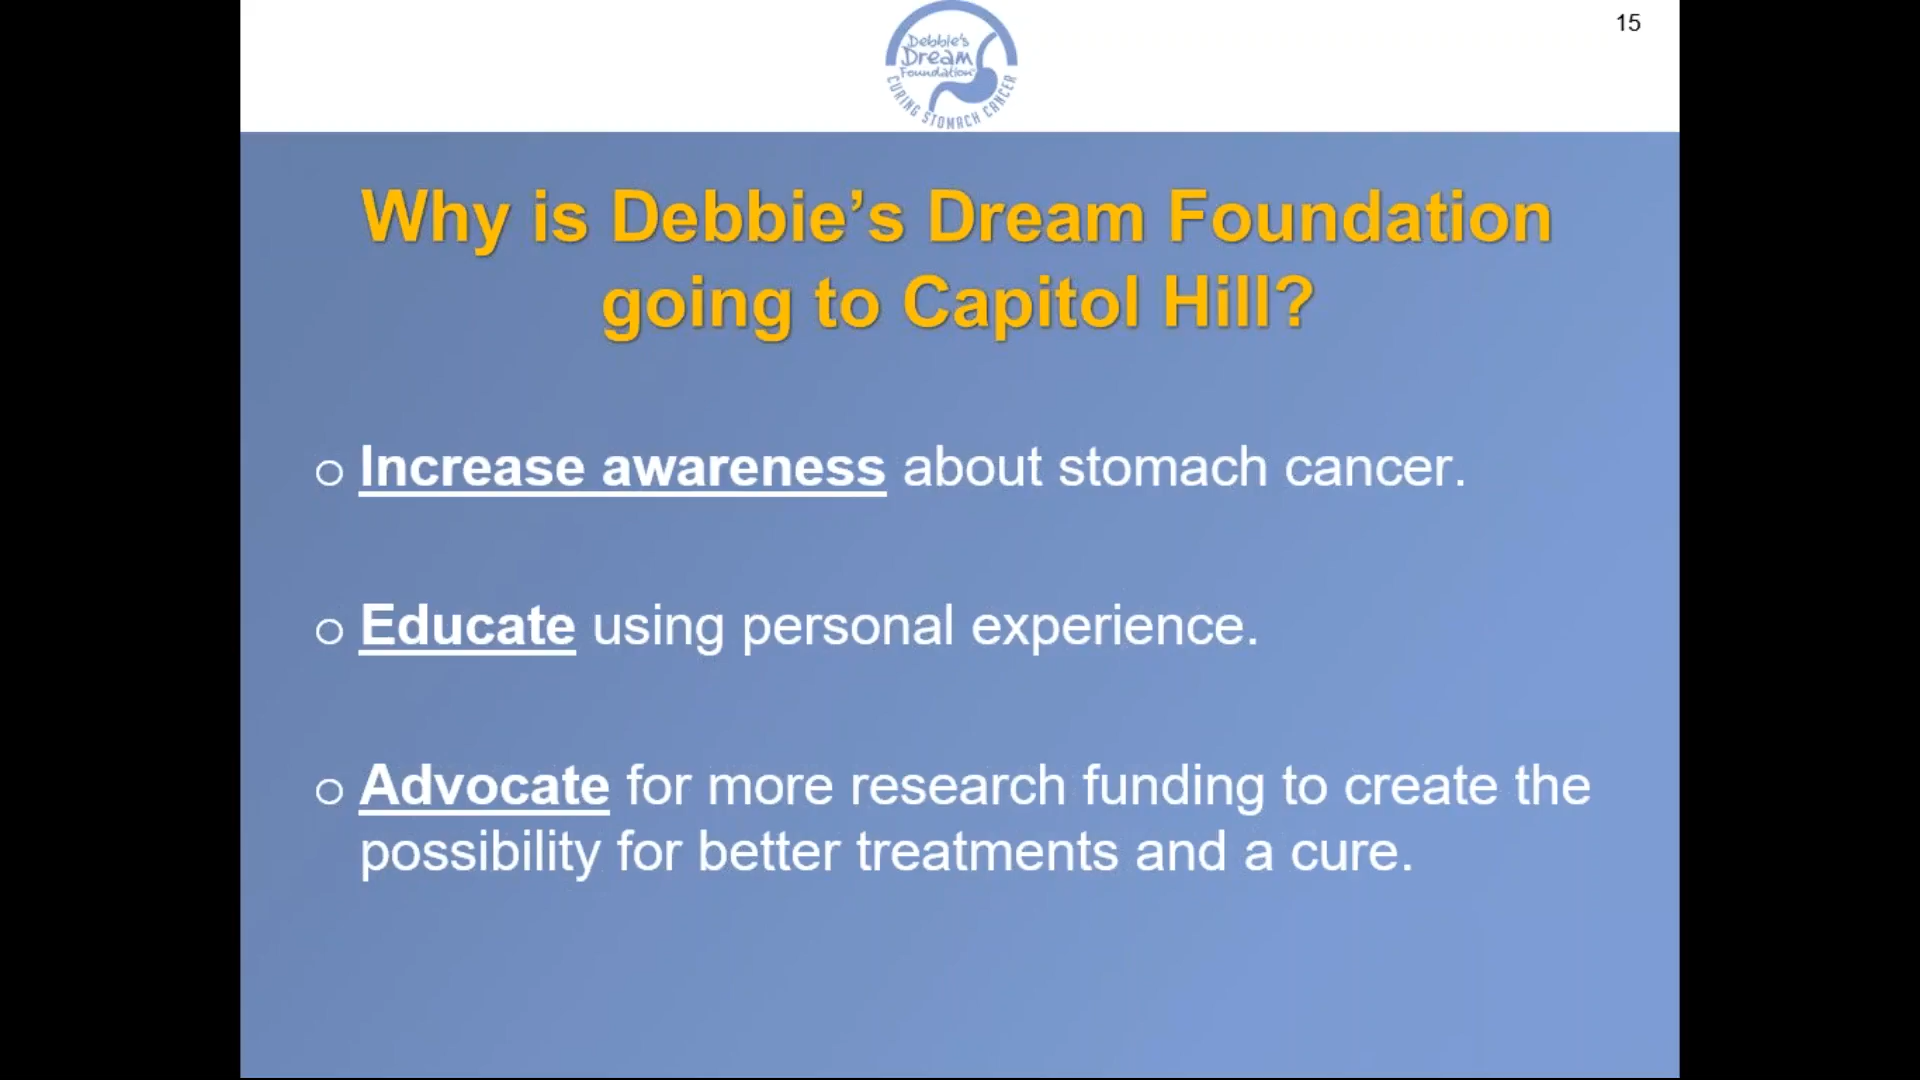 Debbie's
Dream
Foundation
CURING STOMACH CANCER
15
Why is Debbie’s Dream Foundation
going to Capitol Hill?
o Increase awareness about stomach cancer.
o Educate using personal experience.
o Advocate for more research funding to create the
possibility for better treatments and a cure.